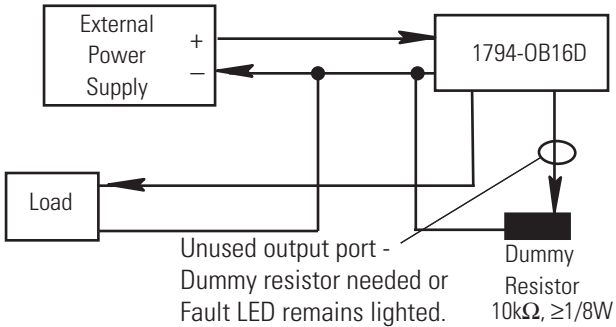 External
Power
Supply
+
–
1794-OB16D
Load
Unused output port -
Dummy resistor needed or
Fault LED remains lighted.
Dummy
Resistor
10kΩ, ≥1/8W